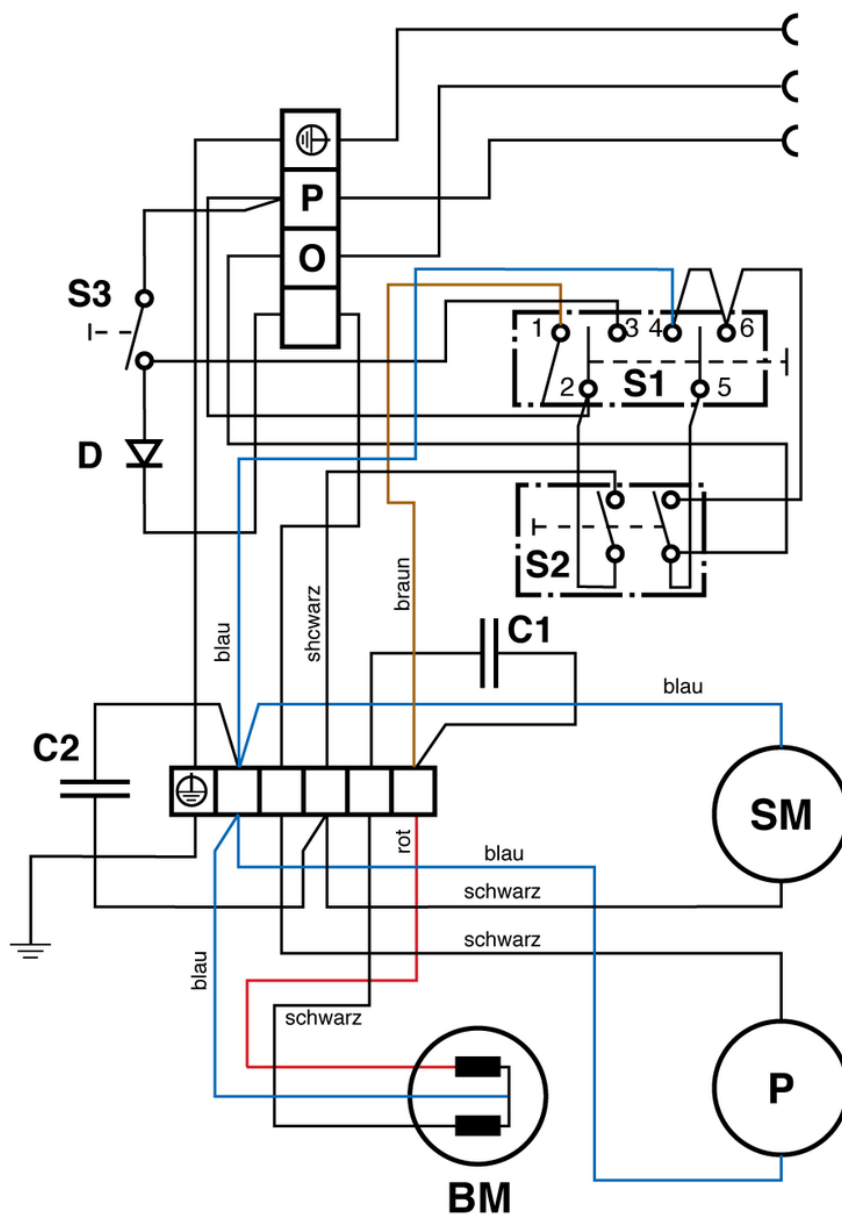 P
O
S3
1
3
4
6
2
S1
5
D
S2
blau
shcwarz
braun
C1
blau
C2
SM
rot
blau
schwarz
schwarz
blau
schwarz
P
BM